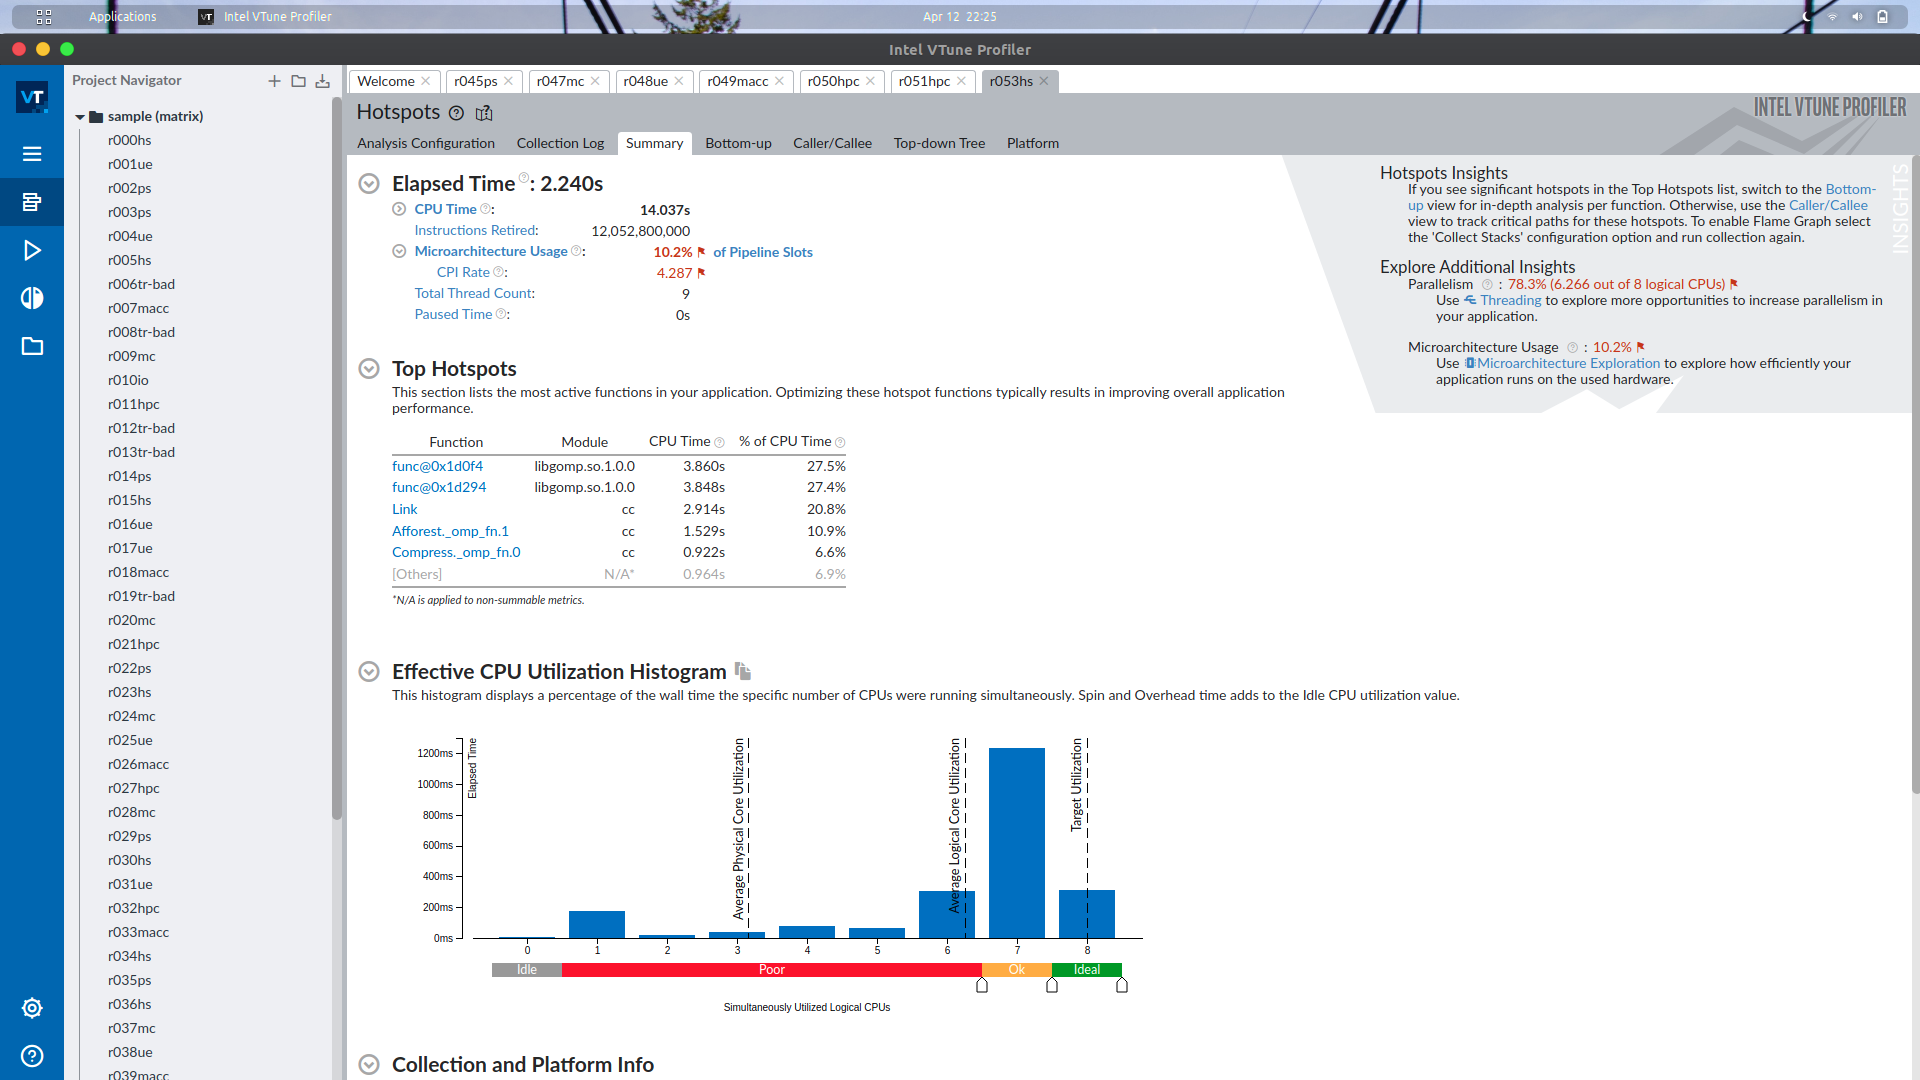 Applications
VT Intel VTune Profiler
Apr 12 22:25
Intel VTune Profiler
VT
Project Navigator
sample (matrix)
r000hs
r001ue
r002ps
r003ps
r004ue
r005hs
r006tr-bad
r007macc
r008tr-bad
r009mc
r010io
r011hpc
r012tr-bad
r013tr-bad
r014ps
r015hs
r016ue
r017ue
r018macc
r019tr-bad
r020mc
r021hpc
r022ps
r023hs
r024mc
r025ue
r026macc
r027hpc
r028mc
r029ps
r030hs
r031ue
r032hpc
r033macc
r034hs
r035ps
r036hs
r037mc
r038ue
r039macc
Welcome r045ps r047mc r048ue r049macc r050hpc r051hpc r053hs
Hotspots
INTEL VTUNE PROFILER
Analysis Configuration Collection Log Summary Bottom-up Caller/Callee Top-down Tree Platform
Elapsed Time: 2.240s
CPU Time: 14.037s
Instructions Retired: 12,052,800,000
Microarchitecture Usage: 10.2% of Pipeline Slots
CPI Rate: 4.287
Total Thread Count: 9
Paused Time: 0s
Top Hotspots
This section lists the most active functions in your application. Optimizing these hotspot functions typically results in improving overall application
performance.
Function Module CPU Time % of CPU Time
func@0x1d0f4 libgomp.so.1.0.0 3.860s 27.5%
func@0x1d294 libgomp.so.1.0.0 3.848s 27.4%
Link cc 2.914s 20.8%
Afforest._omp_fn.1 cc 1.529s 10.9%
Compress._omp_fn.0 cc 0.922s 6.6%
[Others] N/A* 0.964s 6.9%
*N/A is applied to non-summable metrics.
Effective CPU Utilization Histogram
This histogram displays a percentage of the wall time the specific number of CPUs were running simultaneously. Spin and Overhead time adds to the Idle CPU utilization value.
Elapsed Time
1200ms
1000ms
800ms
600ms
400ms
200ms
0ms
Average Physical Core Utilization
Average Logical Core Utilization
Target Utilization
0 1 2 3 4 5 6 7 8
Idle Poor Ok Ideal
Simultaneously Utilized Logical CPUs
Collection and Platform Info
INSIGHTS
Hotspots Insights
If you see significant hotspots in the Top Hotspots list, switch to the Bottom-
up view for in-depth analysis per function. Otherwise, use the Caller/Callee
view to track critical paths for these hotspots. To enable Flame Graph select
the 'Collect Stacks' configuration option and run collection again.
Explore Additional Insights
Parallelism : 78.3% (6.266 out of 8 logical CPUs)
Use Threading to explore more opportunities to increase parallelism in
your application.
Microarchitecture Usage : 10.2%
Use Microarchitecture Exploration to explore how efficiently your
application runs on the used hardware.